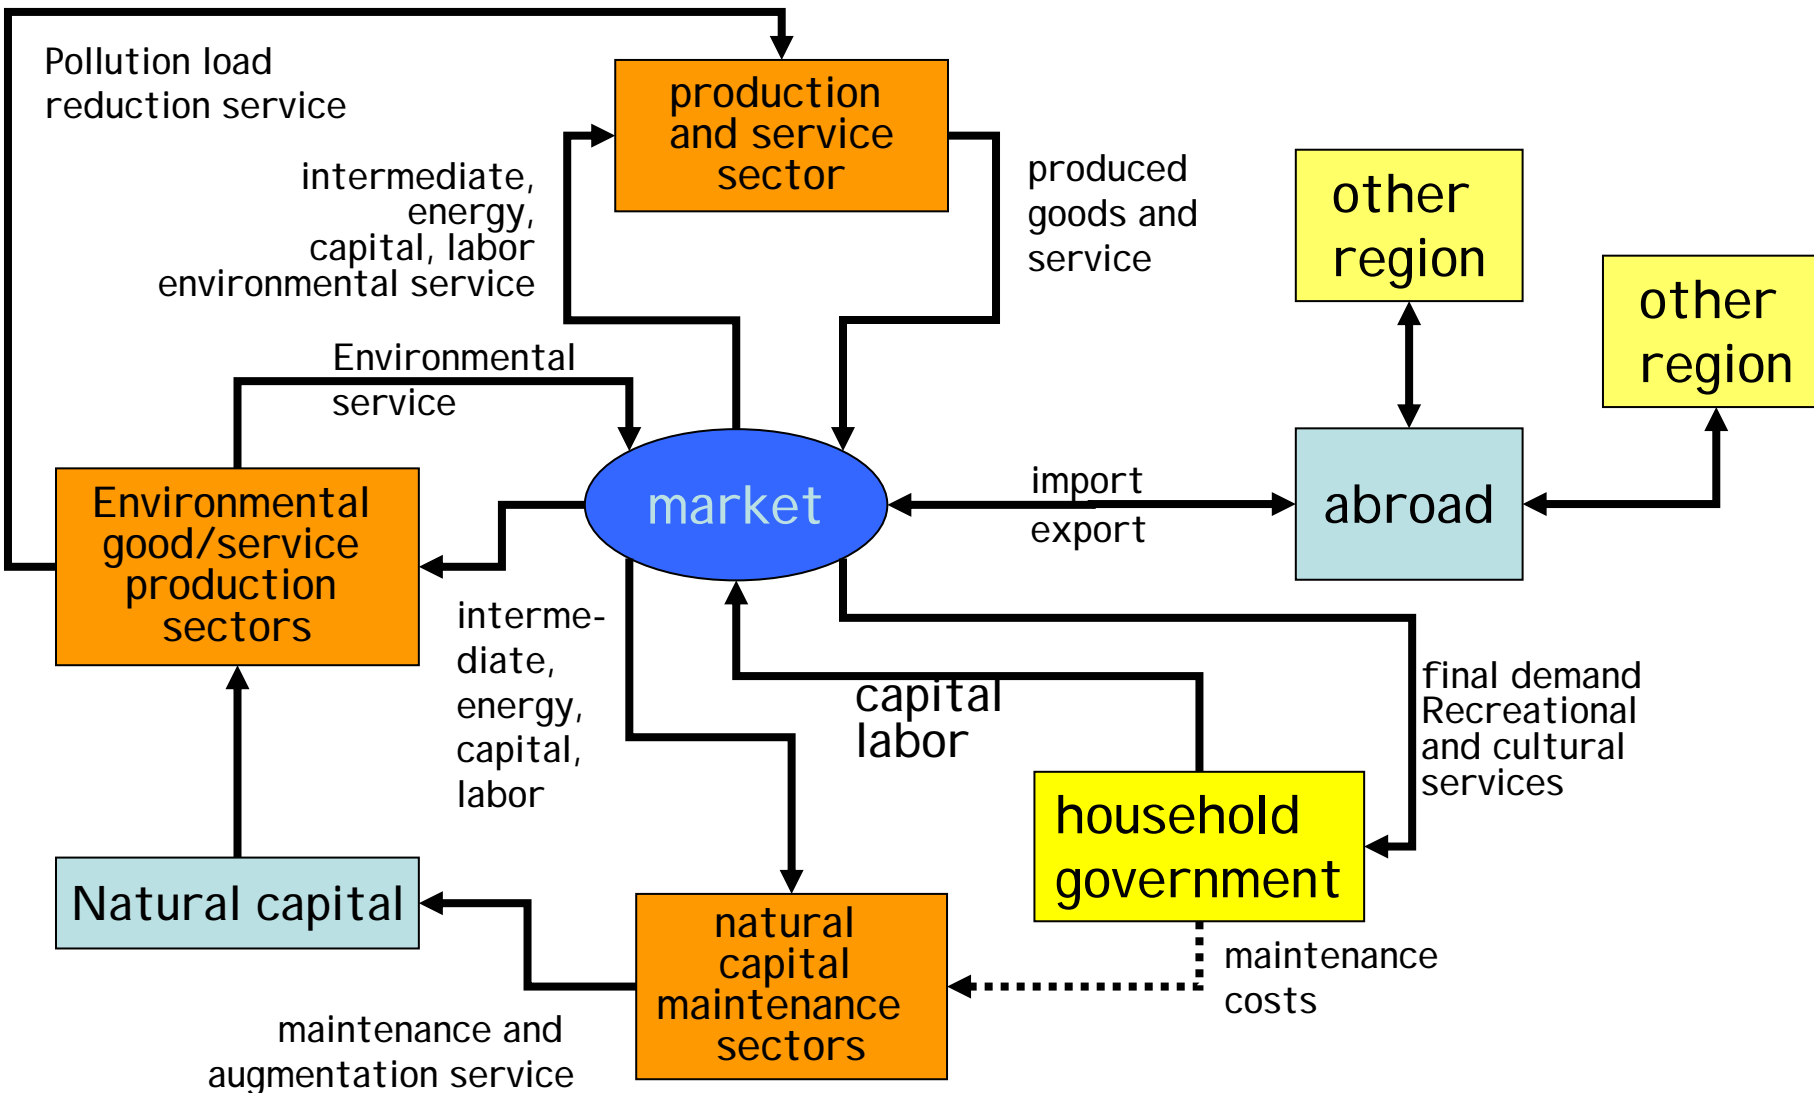 Pollution load
reduction service
production
and service
sector
intermediate,
energy,
capital, labor
environmental service
produced
goods and
service
other
region
other
region
Environmental
service
Environmental
good/service
production
sectors
market
import
export
abroad
interme-
diate,
energy,
capital,
labor
capital
labor
final demand
Recreational
and cultural
services
household
government
Natural capital
natural
capital
maintenance
sectors
maintenance
costs
maintenance and
augmentation service